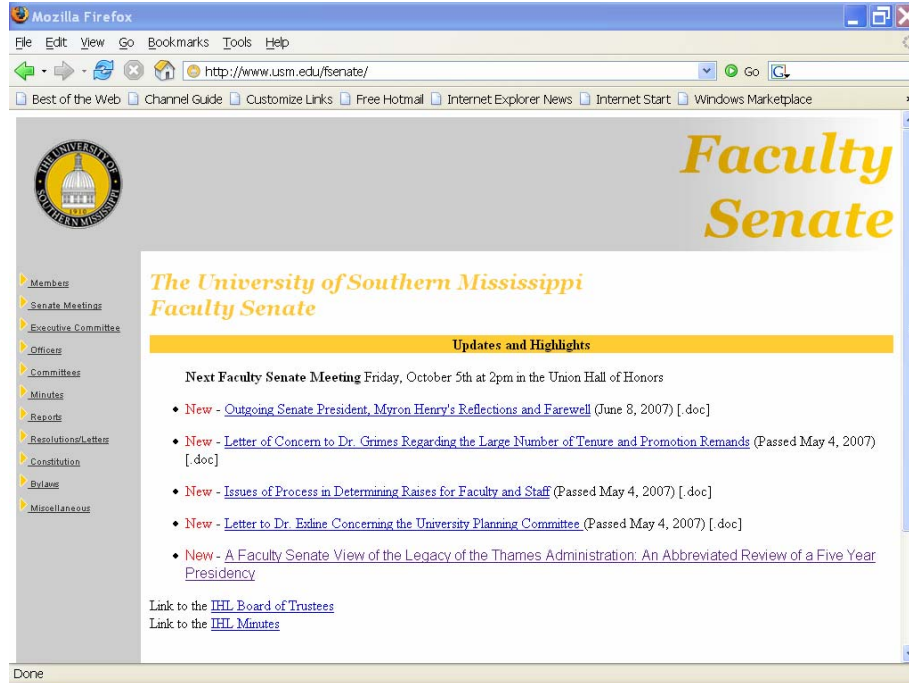 Mozilla Firefox
File Edit View Go Bookmarks Tools Help
http://www.usm.edu/fsenate/ Go G
Best of the Web Channel Guide Customize Links Free Hotmail Internet Explorer News Internet Start Windows Marketplace
THE UNIVERSITY OF SOUTHERN MISSISSIPPI
1910
Faculty
Senate
Members
Senate Meetings
Executive Committee
Officers
Committees
Minutes
Reports
Resolutions/Letters
Constitution
Bylaws
Miscellaneous
The University of Southern Mississippi
Faculty Senate
Updates and Highlights
Next Faculty Senate Meeting Friday, October 5th at 2pm in the Union Hall of Honors
• New - Outgoing Senate President, Myron Henry's Reflections and Farewell (June 8, 2007) [.doc]
• New - Letter of Concern to Dr. Grimes Regarding the Large Number of Tenure and Promotion Remands (Passed May 4, 2007)
[.doc]
• New - Issues of Process in Determining Raises for Faculty and Staff (Passed May 4, 2007) [.doc]
• New - Letter to Dr. Exline Concerning the University Planning Committee (Passed May 4, 2007) [.doc]
• New - A Faculty Senate View of the Legacy of the Thames Administration: An Abbreviated Review of a Five Year
Presidency
Link to the IHL Board of Trustees
Link to the IHL Minutes
Done